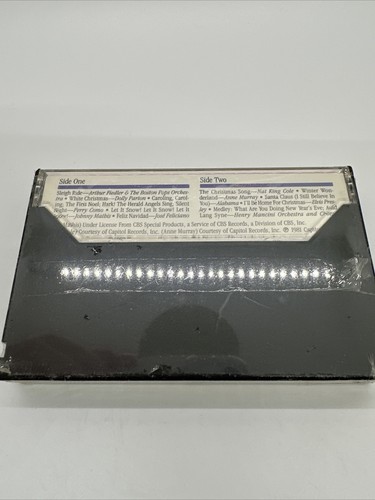 Side One
Sleigh Ride—Arthur Fiedler & The Boston Pops Orches-
• White Christmas—Dolly Parton • Caroling, Carol-
ing, The First Noel, Hark! The Herald Angels Sing, Silent
Night—Perry Como • Let It Snow! Let It Snow! Let It
Johnny Mathis • Feliz Navidad—José Feliciano
Side Two
The Christmas Song—Nat King Cole • Winter Won-
derland—Anne Murray • Santa Claus (I Still Believe In
You)—Alabama • I'll Be Home For Christmas—Elvis Pres-
ley • Medley: What Are You Doing New Year's Eve; Auld
Lang Syne—Henry Mancini Orchestra and
Under License From CBS Special Products, a Service of CBS Records, a Division of CBS, Inc.
Courtesy of Capitol Records, Inc. (Anne Murray) Courtesy of Capitol Records, Inc. ℗ 1981